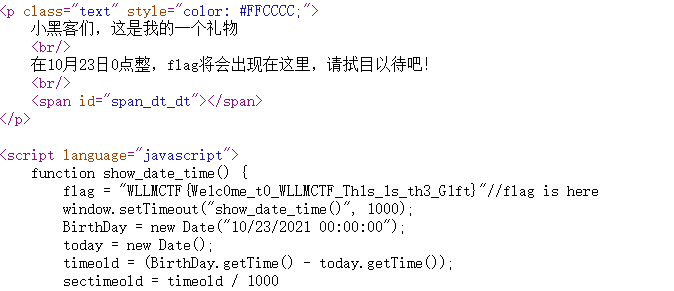 <p class="text" style="color: #FFCCCC;">
小黑客们，这是我的一个礼物
<br/>
在10月23日0点整，flag将会出现在这里，请拭目以待吧！
<br/>
<span id="span_dt_dt"></span>
</p>
<script language="javascript">
function show_date_time() {
flag = "WLLMCTF{We1c0me_t0_WLLMCTF_Th1s_1s_th3_G1ft}"//flag is here
window.setTimeout("show_date_time()", 1000);
BirthDay = new Date("10/23/2021 00:00:00");
today = new Date();
timeold = (BirthDay.getTime() - today.getTime());
sectimeold = timeold / 1000